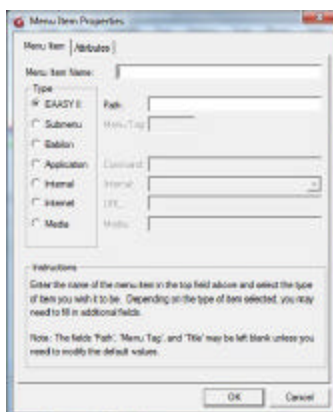 Menu Item Properties
Menu Item Attributes
Menu Item Name:
Type
EAASY II Path:
Submenu Menu Tag:
Babilon
Application Command:
Internal Internal:
Internet URL:
Media Media:
Instructions
Enter the name of the menu item in the top field above and select the type
of item you wish it to be. Depending on the type of item selected, you may
need to fill in additional fields.
Note: The fields 'Path', 'Menu Tag', and 'Title' may be left blank unless you
need to modify the default values.
OK Cancel